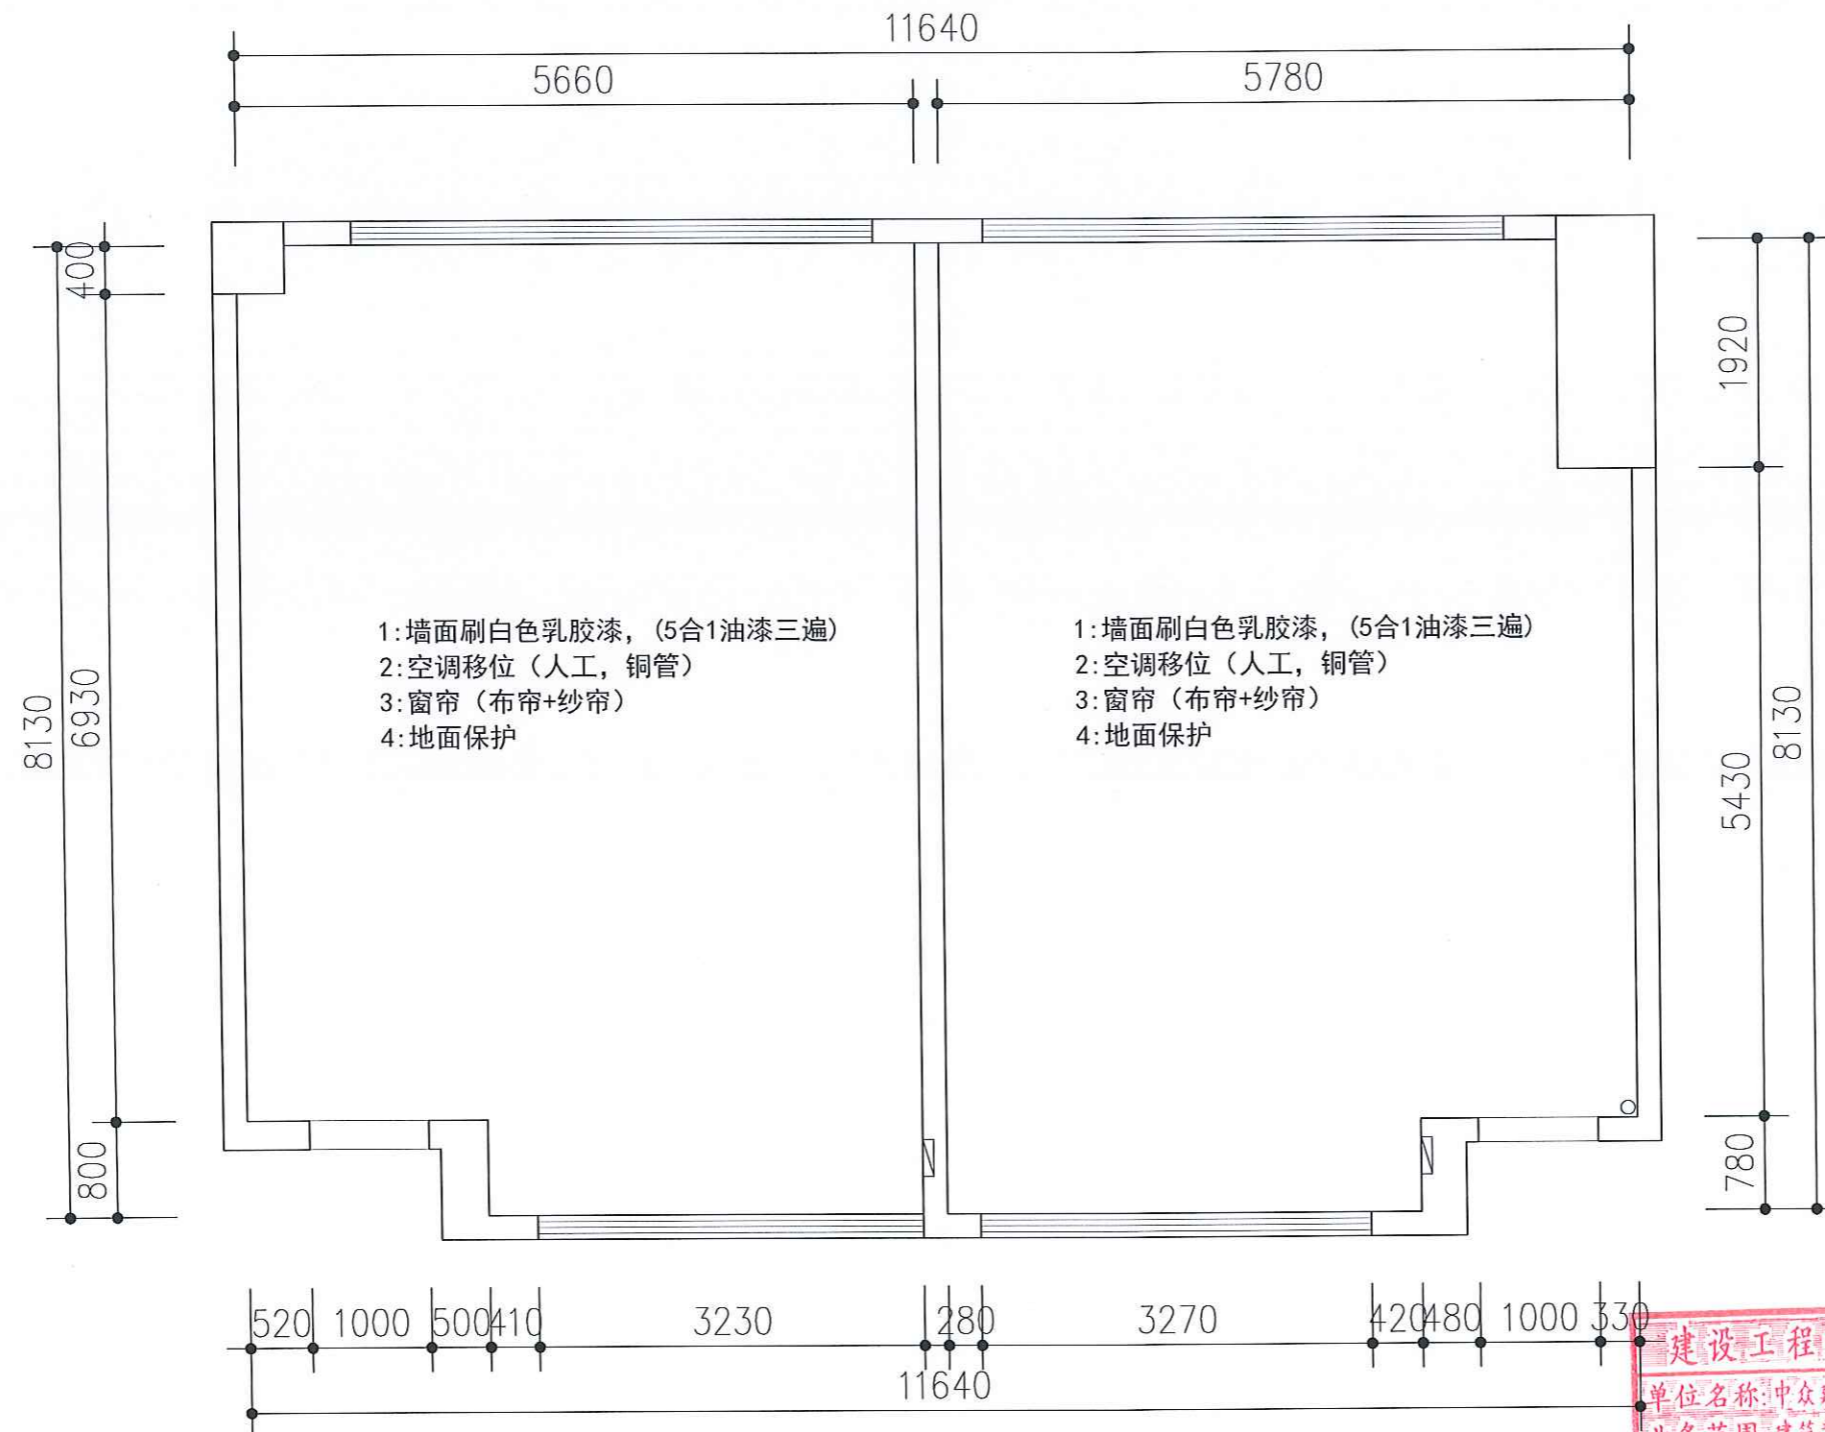 11640
5660
5780
400
6930
8130
800
1920
5430
8130
780
1:墙面刷白色乳胶漆，(5合1油漆三遍)
2:空调移位（人工，铜管）
3:窗帘（布帘+纱帘）
4:地面保护
1:墙面刷白色乳胶漆，(5合1油漆三遍)
2:空调移位（人工，铜管）
3:窗帘（布帘+纱帘）
4:地面保护
520 1000 500 410 3230 280 3270 420 480 1000 330
11640
建设工程
单位名称:中众